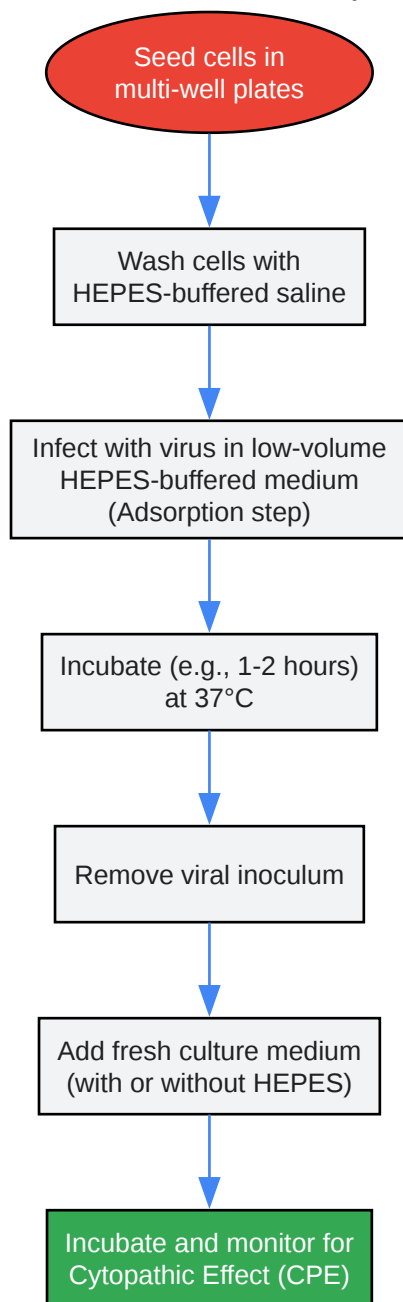 Seed cells in
multi-well plates
Wash cells with
HEPES-buffered saline
Infect with virus in low-volume
HEPES-buffered medium
(Adsorption step)
Incubate (e.g., 1-2 hours)
at 37°C
Remove viral inoculum
Add fresh culture medium
(with or without HEPES)
Incubate and monitor for
Cytopathic Effect (CPE)